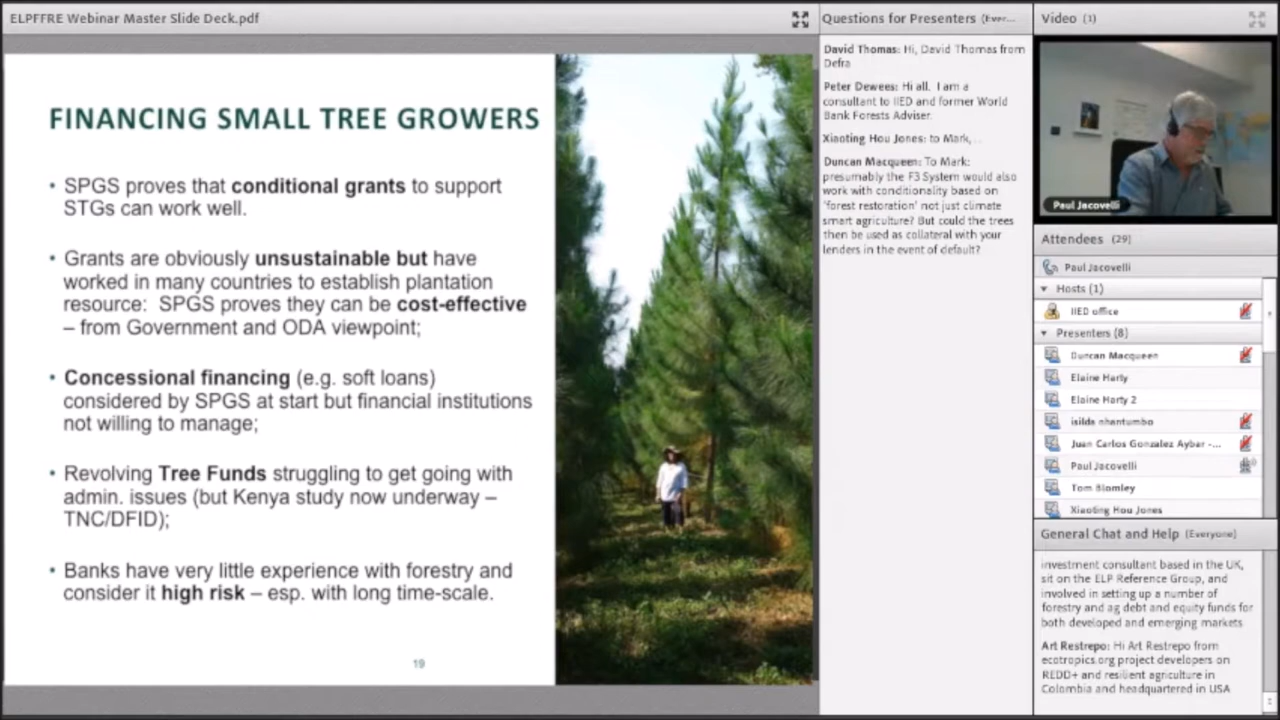 ELPFFRE Webinar Master Slide Deck.pdf
FINANCING SMALL TREE GROWERS
• SPGS proves that conditional grants to support
STGs can work well.
• Grants are obviously unsustainable but have
worked in many countries to establish plantation
resource: SPGS proves they can be cost-effective
– from Government and ODA viewpoint;
• Concessional financing (e.g. soft loans)
considered by SPGS at start but financial institutions
not willing to manage;
• Revolving Tree Funds struggling to get going with
admin. issues (but Kenya study now underway –
TNC/DFID);
• Banks have very little experience with forestry and
consider it high risk – esp. with long time-scale.
19
Questions for Presenters (Ever...
David Thomas: Hi, David Thomas from
Defra
Peter Dewees: Hi all. I am a
consultant to IIED and former World
Bank Forests Adviser.
Xiaoting Hou Jones: to Mark, ..
Duncan Macqueen: To Mark:
presumably the F3 System would also
work with conditionality based on
'forest restoration' not just climate
smart agriculture? But could the trees
then be used as collateral with your
lenders in the event of default?
Video (1)
Paul Jacovelli
Attendees (29)
Paul Jacovelli
Hosts (1)
IIED office
Presenters (8)
Duncan Macqueen
Elaine Harty
Elaine Harty 2
isilda nhantumbo
Juan Carlos Gonzalez Aybar -...
Paul Jacovelli
Tom Blomley
Xiaoting Hou Jones
General Chat and Help (Everyone)
investment consultant based in the UK,
sit on the ELP Reference Group, and
involved in setting up a number of
forestry and ag debt and equity funds for
both developed and emerging markets
Art Restrepo: Hi Art Restrepo from
ecotropics.org project developers on
REDD+ and resilient agriculture in
Colombia and headquartered in USA